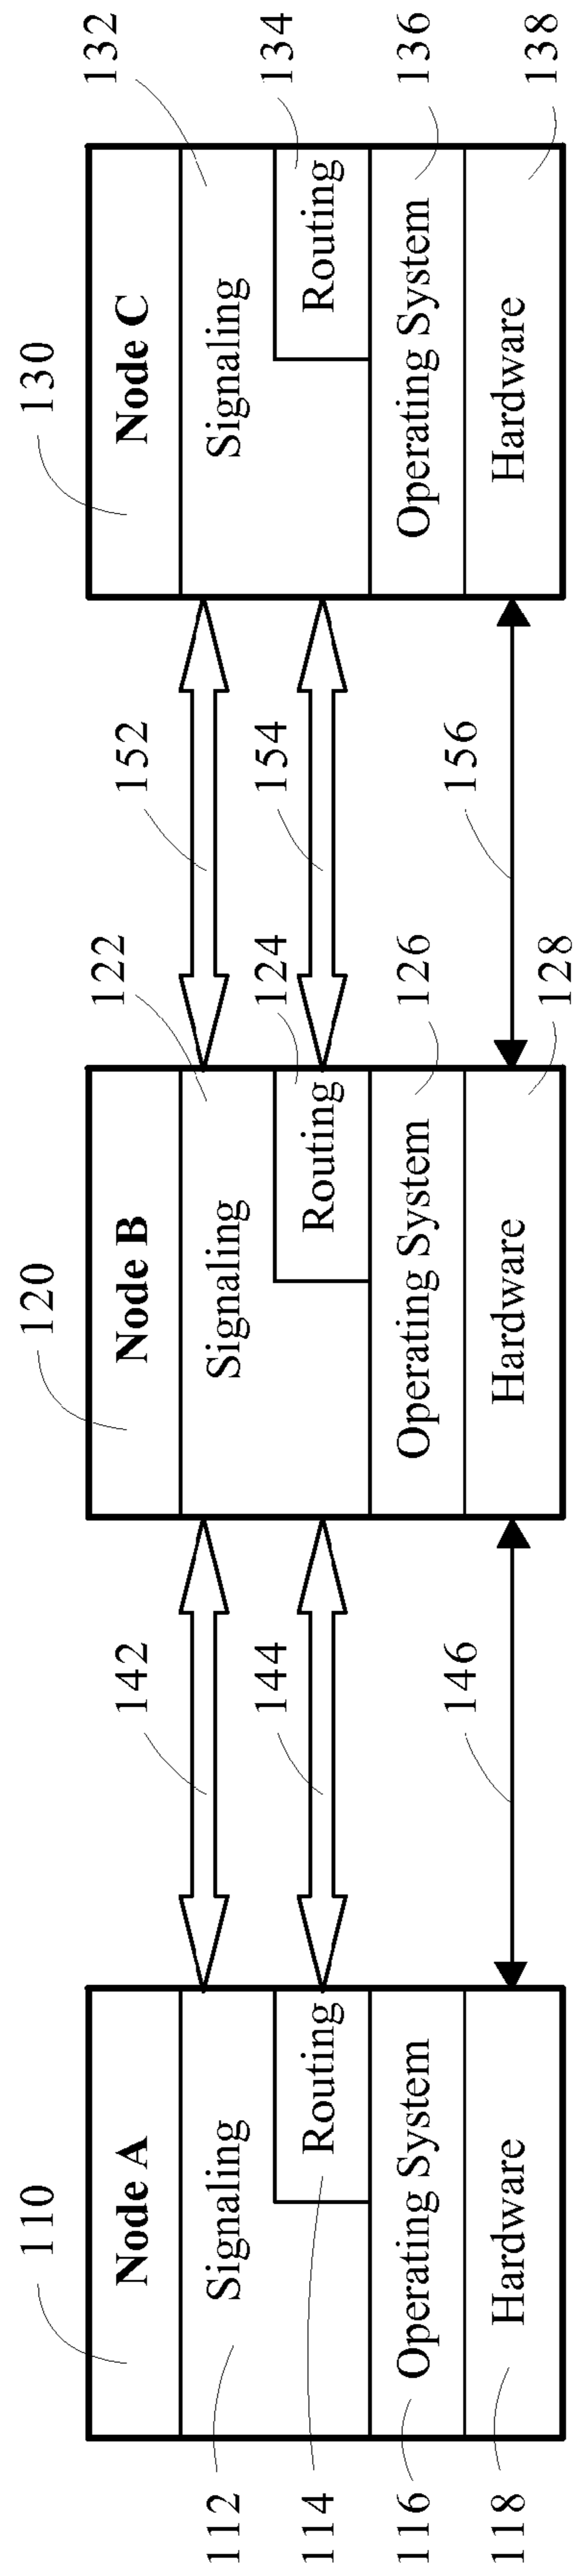 110
120
130
Node A
Node B
Node C
122
132
142
152
112
Signaling
Signaling
Signaling
124
134
144
154
114
Routing
Routing
Routing
126
136
116
Operating System
Operating System
Operating System
146
156
128
138
118
Hardware
Hardware
Hardware